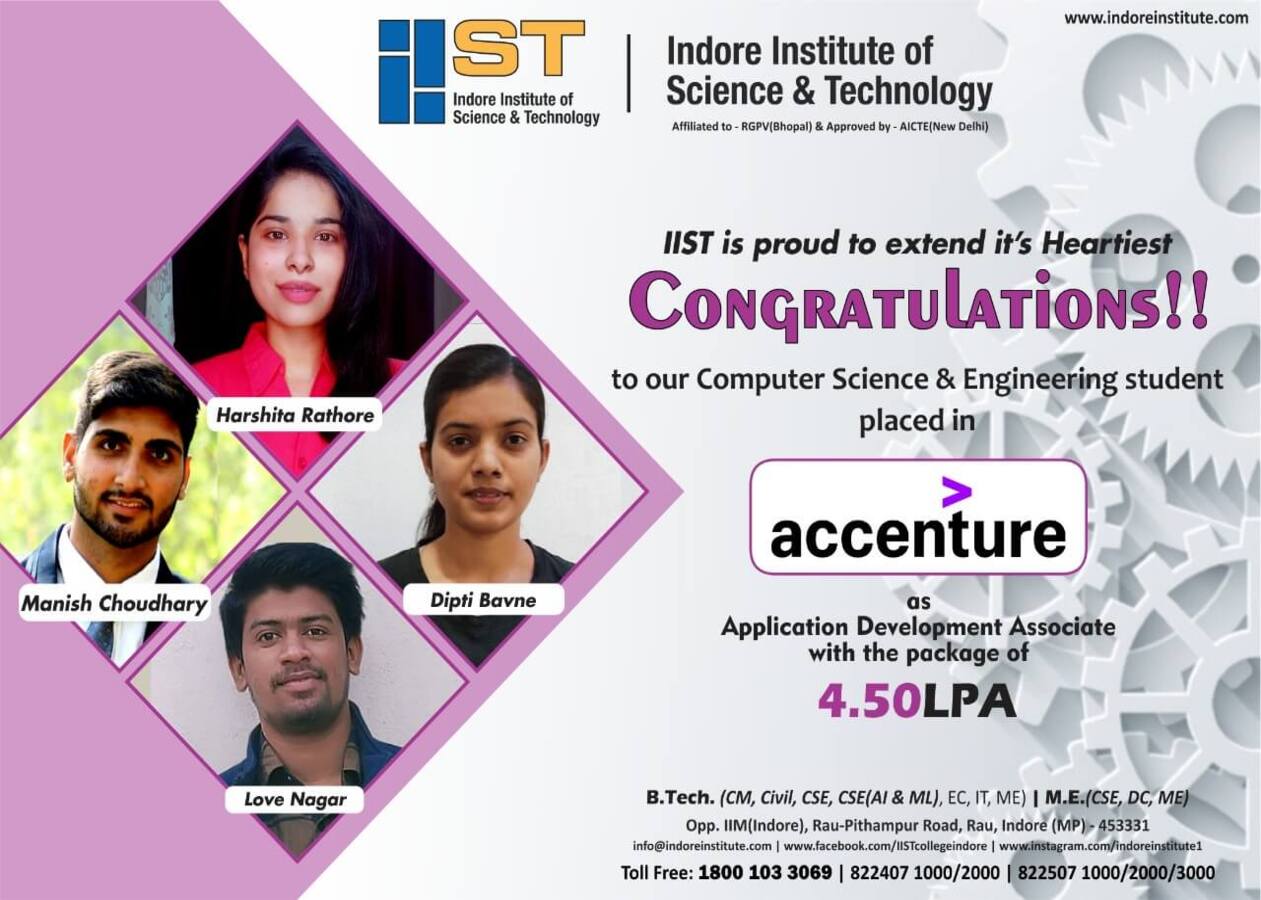 www.indoreinstitute.com
IIST
Indore Institute of
Science & Technology
Indore Institute of
Science & Technology
Affiliated to - RGPV(Bhopal) & Approved by - AICTE(New Delhi)
Harshita Rathore
Manish Choudhary
Dipti Bavne
Love Nagar
IIST is proud to extend it's Heartiest
CONGRATULATIONS!!
to our Computer Science & Engineering student
placed in
>
accenture
as
Application Development Associate
with the package of
4.50LPA
B.Tech. (CM, Civil, CSE, CSE(AI & ML), EC, IT, ME) | M.E.(CSE, DC, ME)
Opp. IIM(Indore), Rau-Pithampur Road, Rau, Indore (MP) - 453331
info@indoreinstitute.com | www.facebook.com/IISTcollegeindore | www.instagram.com/indoreinstitute1
Toll Free: 1800 103 3069 | 822407 1000/2000 | 822507 1000/2000/3000